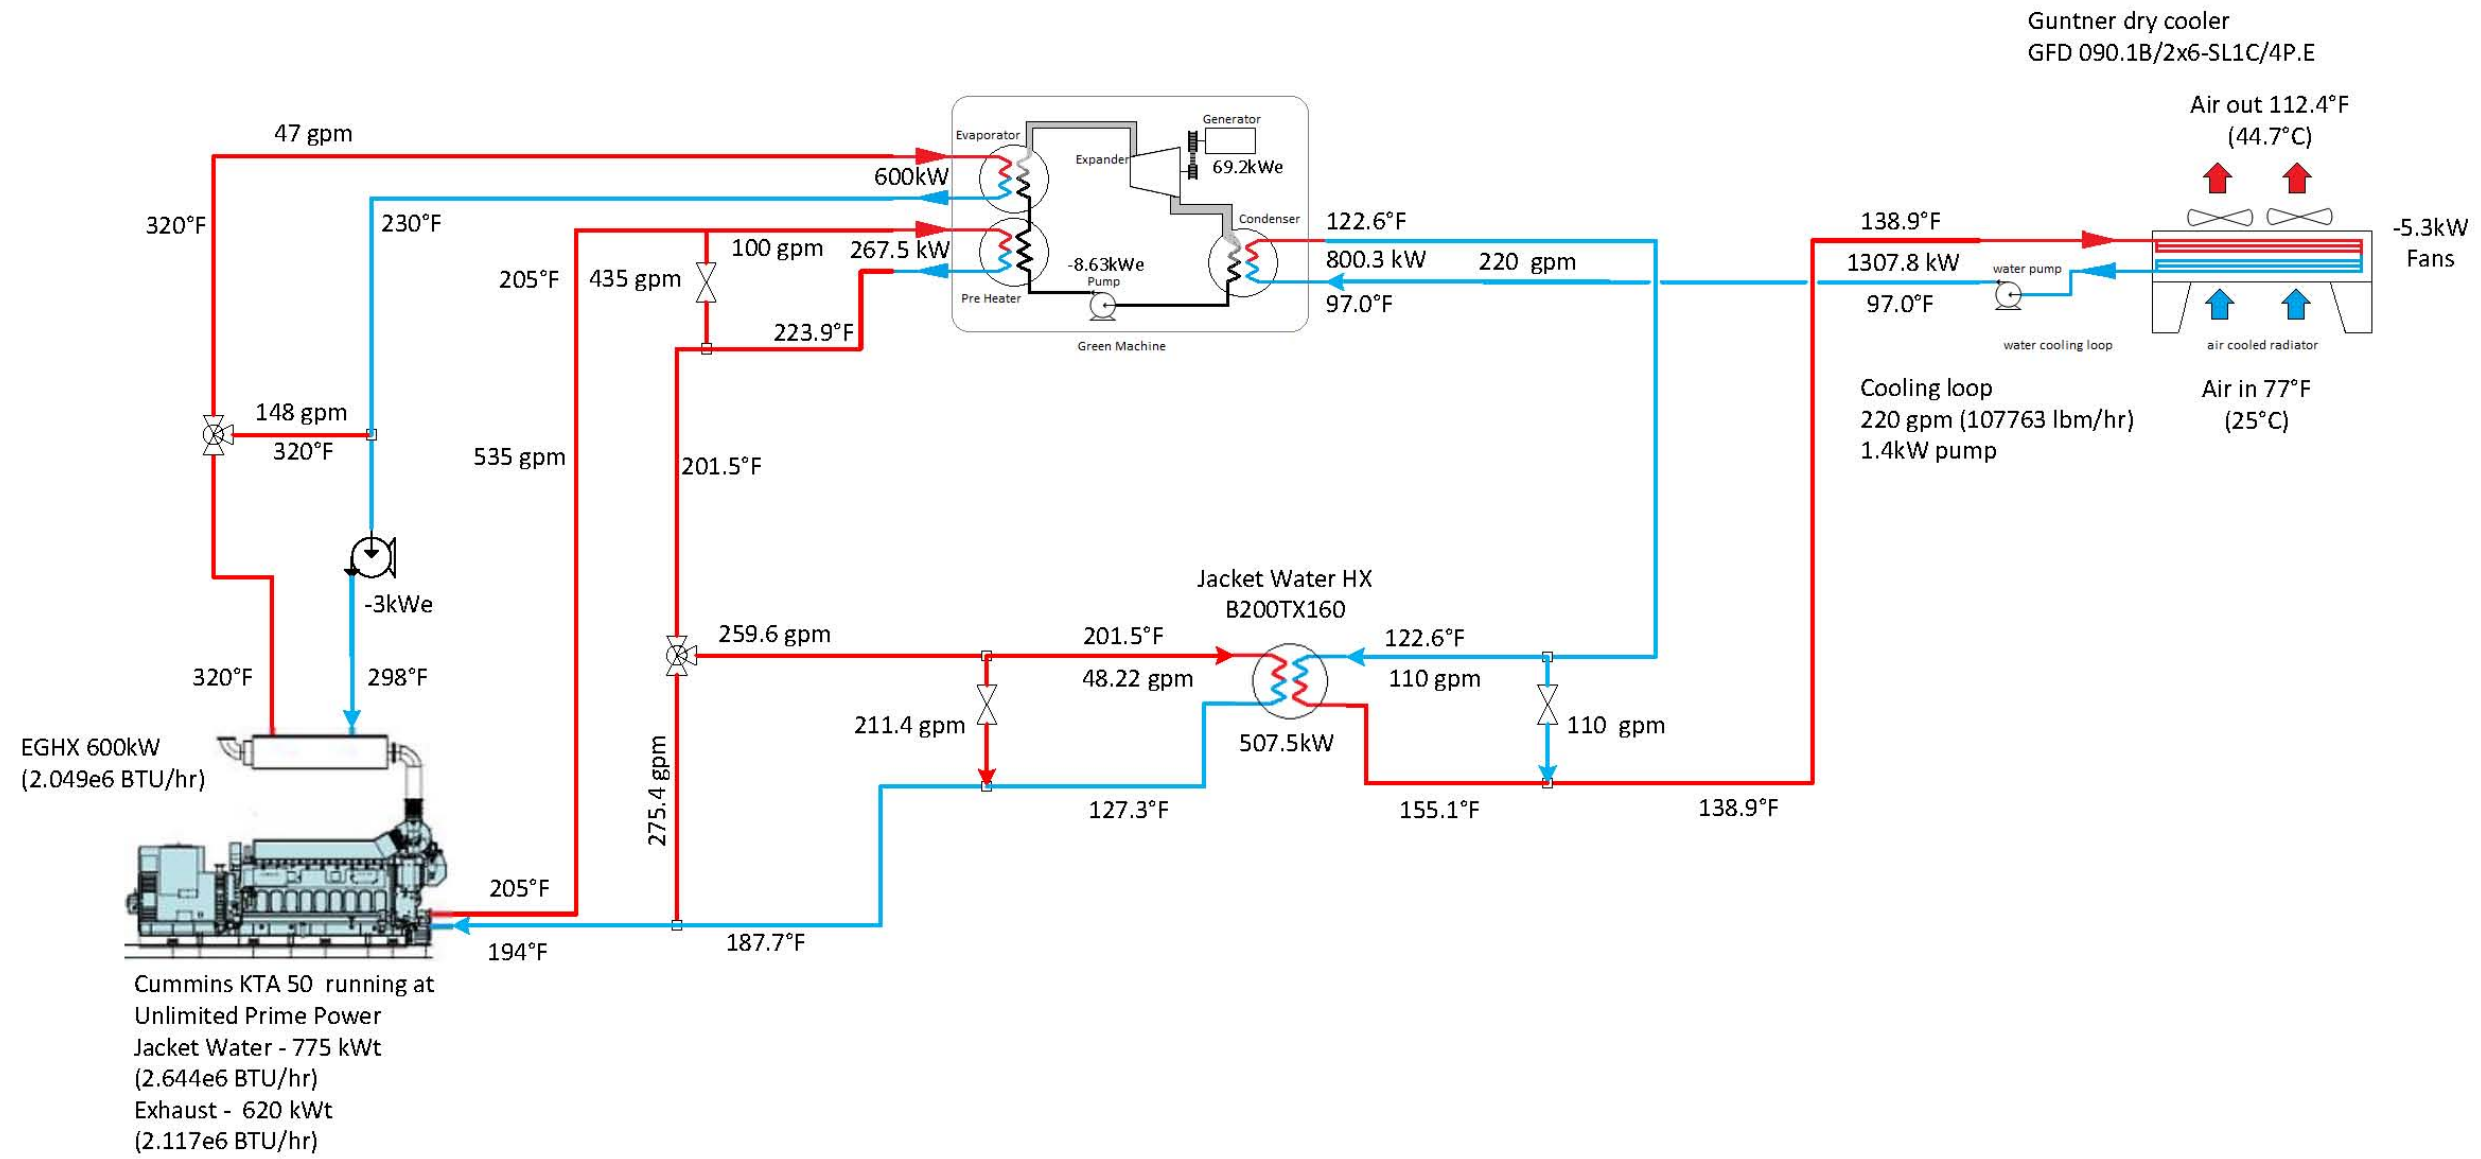 Guntner dry cooler
GFD 090.1B/2x6-SL1C/4P.E
Air out 112.4°F
(44.7°C)
-5.3kW
Fans
47 gpm
Evaporator
Generator
Expander
69.2kWe
600kW
320°F
230°F
Condenser
122.6°F
138.9°F
205°F
435 gpm
100 gpm
267.5 kW
-8.63kWe
Pump
800.3 kW
220 gpm
1307.8 kW
water pump
Pre Heater
97.0°F
97.0°F
223.9°F
Green Machine
water cooling loop
air cooled radiator
Cooling loop
220 gpm (107763 lbm/hr)
1.4kW pump
Air in 77°F
(25°C)
148 gpm
320°F
535 gpm
201.5°F
Jacket Water HX
B200TX160
-3kWe
259.6 gpm
201.5°F
122.6°F
320°F
298°F
48.22 gpm
110 gpm
211.4 gpm
110 gpm
507.5kW
EGHX 600kW
(2.049e6 BTU/hr)
275.4 gpm
127.3°F
155.1°F
138.9°F
205°F
194°F
187.7°F
Cummins KTA 50 running at
Unlimited Prime Power
Jacket Water - 775 kWt
(2.644e6 BTU/hr)
Exhaust - 620 kWt
(2.117e6 BTU/hr)